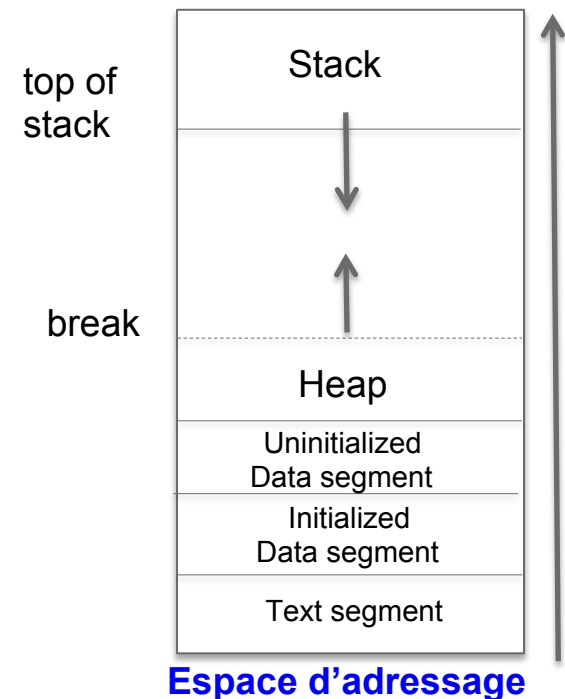 Stack
top of
stack
break
Heap
Uninitialized
Data segment
Initialized
Data segment
Text segment
Espace d’adressage